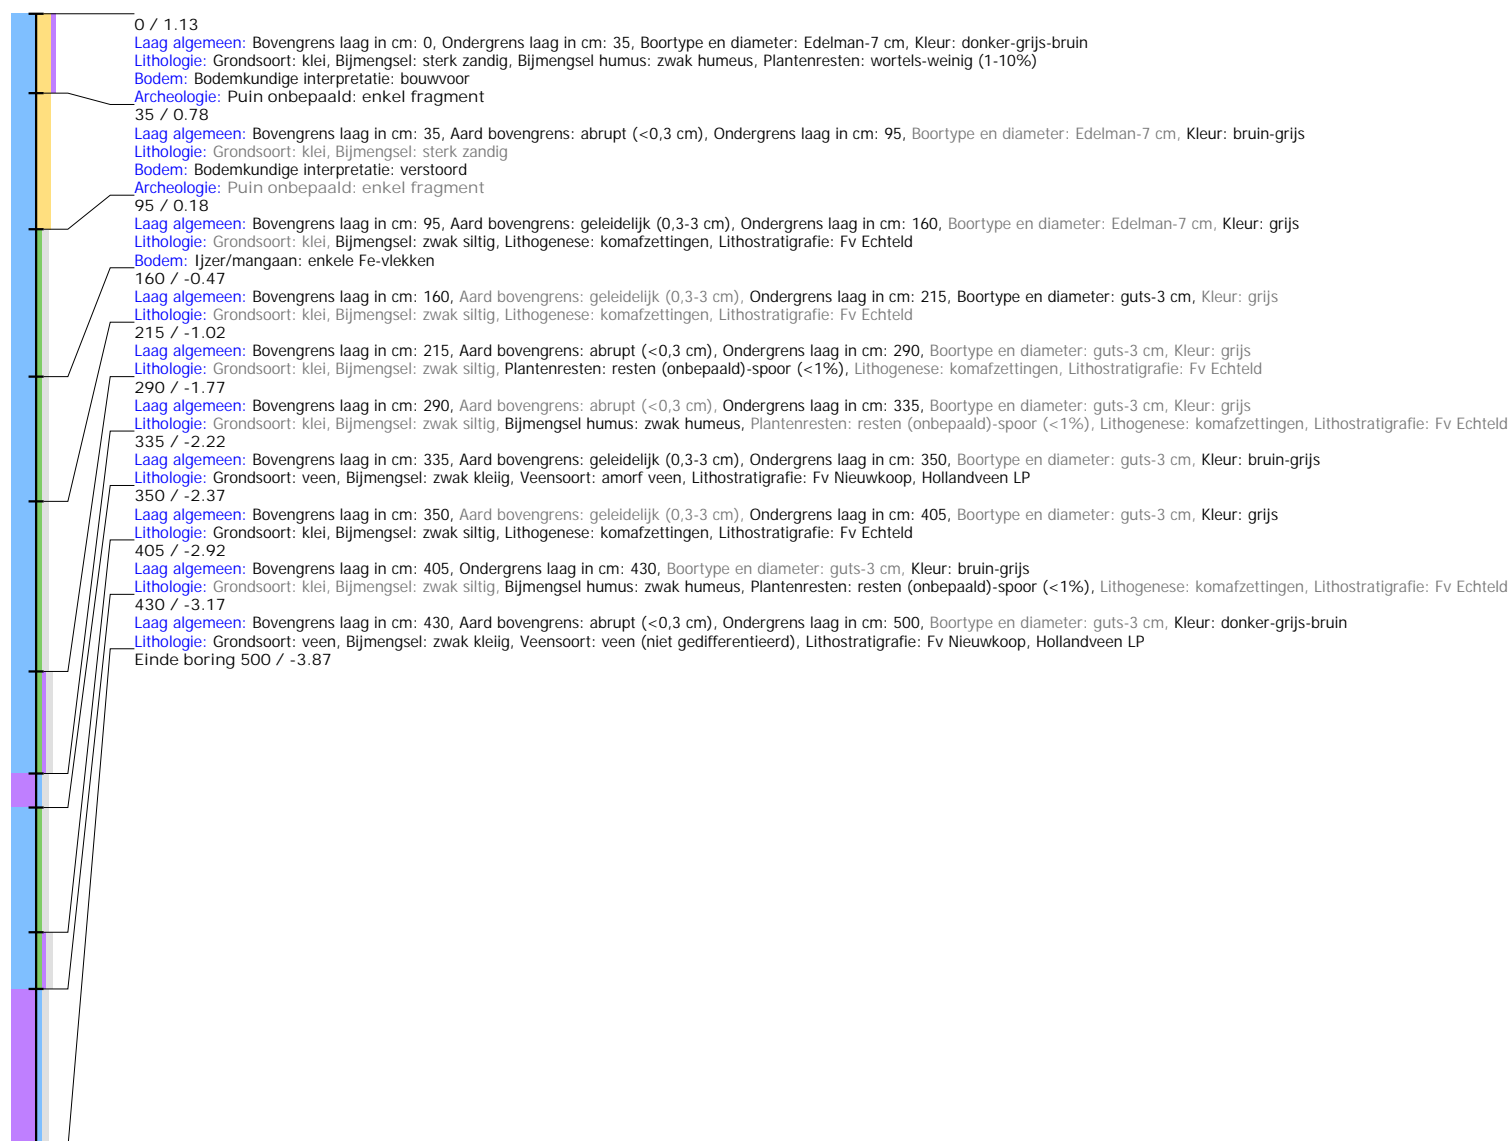 0 / 1.13
Laag algemeen: Bovengrens laag in cm: 0, Ondergrens laag in cm: 35, Boortype en diameter: Edelman-7 cm, Kleur: donker-grijs-bruin
Lithologie: Grondsoort: klei, Bijmengsel: sterk zandig, Bijmengsel humus: zwak humeus, Plantenresten: wortels-weinig (1-10%)
Bodem: Bodemkundige interpretatie: bouwvoor
Archeologie: Puin onbepaald: enkel fragment
35 / 0.78
Laag algemeen: Bovengrens laag in cm: 35, Aard bovengrens: abrupt (<0,3 cm), Ondergrens laag in cm: 95, Boortype en diameter: Edelman-7 cm, Kleur: bruin-grijs
Lithologie: Grondsoort: klei, Bijmengsel: sterk zandig
Bodem: Bodemkundige interpretatie: verstoord
Archeologie: Puin onbepaald: enkel fragment
95 / 0.18
Laag algemeen: Bovengrens laag in cm: 95, Aard bovengrens: geleidelijk (0,3-3 cm), Ondergrens laag in cm: 160, Boortype en diameter: Edelman-7 cm, Kleur: grijs
Lithologie: Grondsoort: klei, Bijmengsel: zwak siltig, Lithogenese: komafzettingen, Lithostratigrafie: Fv Echteld
Bodem: Ijzer/mangaan: enkele Fe-vlekken
160 / -0.47
Laag algemeen: Bovengrens laag in cm: 160, Aard bovengrens: geleidelijk (0,3-3 cm), Ondergrens laag in cm: 215, Boortype en diameter: guts-3 cm, Kleur: grijs
Lithologie: Grondsoort: klei, Bijmengsel: zwak siltig, Lithogenese: komafzettingen, Lithostratigrafie: Fv Echteld
215 / -1.02
Laag algemeen: Bovengrens laag in cm: 215, Aard bovengrens: abrupt (<0,3 cm), Ondergrens laag in cm: 290, Boortype en diameter: guts-3 cm, Kleur: grijs
Lithologie: Grondsoort: klei, Bijmengsel: zwak siltig, Plantenresten: resten (onbepaald)-spoor (<1%), Lithogenese: komafzettingen, Lithostratigrafie: Fv Echteld
290 / -1.77
Laag algemeen: Bovengrens laag in cm: 290, Aard bovengrens: abrupt (<0,3 cm), Ondergrens laag in cm: 335, Boortype en diameter: guts-3 cm, Kleur: grijs
Lithologie: Grondsoort: klei, Bijmengsel: zwak siltig, Bijmengsel humus: zwak humeus, Plantenresten: resten (onbepaald)-spoor (<1%), Lithogenese: komafzettingen, Lithostratigrafie: Fv Echteld
335 / -2.22
Laag algemeen: Bovengrens laag in cm: 335, Aard bovengrens: geleidelijk (0,3-3 cm), Ondergrens laag in cm: 350, Boortype en diameter: guts-3 cm, Kleur: bruin-grijs
Lithologie: Grondsoort: veen, Bijmengsel: zwak kleiig, Veensoort: amorf veen, Lithostratigrafie: Fv Nieuwkoop, Hollandveen LP
350 / -2.37
Laag algemeen: Bovengrens laag in cm: 350, Aard bovengrens: geleidelijk (0,3-3 cm), Ondergrens laag in cm: 405, Boortype en diameter: guts-3 cm, Kleur: grijs
Lithologie: Grondsoort: klei, Bijmengsel: zwak siltig, Lithogenese: komafzettingen, Lithostratigrafie: Fv Echteld
405 / -2.92
Laag algemeen: Bovengrens laag in cm: 405, Ondergrens laag in cm: 430, Boortype en diameter: guts-3 cm, Kleur: bruin-grijs
Lithologie: Grondsoort: klei, Bijmengsel: zwak siltig, Bijmengsel humus: zwak humeus, Plantenresten: resten (onbepaald)-spoor (<1%), Lithogenese: komafzettingen, Lithostratigrafie: Fv Echteld
430 / -3.17
Laag algemeen: Bovengrens laag in cm: 430, Aard bovengrens: abrupt (<0,3 cm), Ondergrens laag in cm: 500, Boortype en diameter: guts-3 cm, Kleur: donker-grijs-bruin
Lithologie: Grondsoort: veen, Bijmengsel: zwak kleiig, Veensoort: veen (niet gedifferentieerd), Lithostratigrafie: Fv Nieuwkoop, Hollandveen LP
Einde boring 500 / -3.87